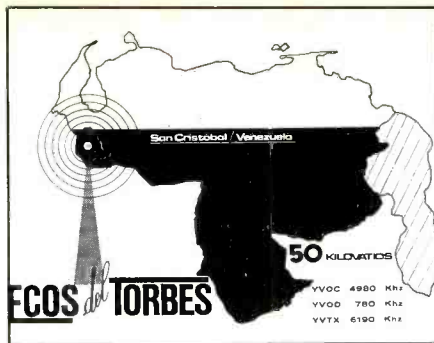 San Cristóbal / Venezuela
50 KILOVATIOS
ECOS del TORBES
YVOC 4980 Khz
YVOD 780 Khz
YVTX 6190 Khz